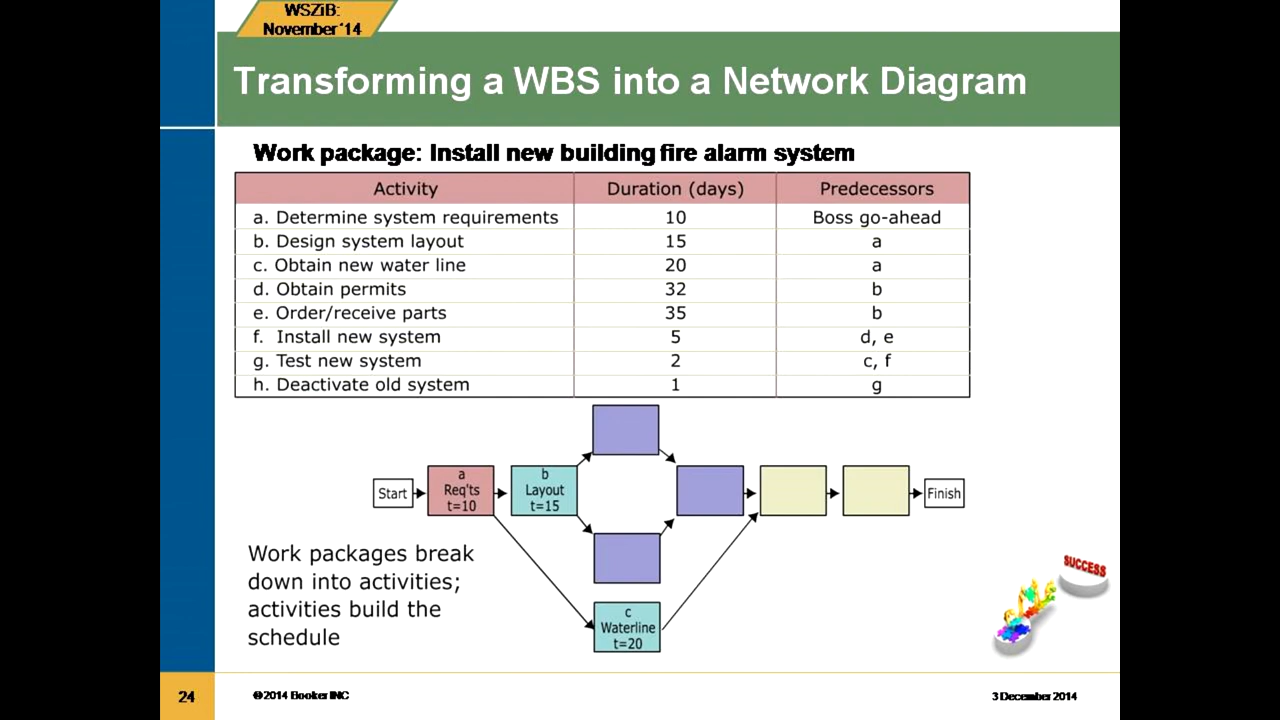 WSZiB:
November ‘14
Transforming a WBS into a Network Diagram
Work package: Install new building fire alarm system
Activity Duration (days) Predecessors
a. Determine system requirements 10 Boss go-ahead
b. Design system layout 15 a
c. Obtain new water line 20 a
d. Obtain permits 32 b
e. Order/receive parts 35 b
f. Install new system 5 d, e
g. Test new system 2 c, f
h. Deactivate old system 1 g
Start
a
Req'ts
t=10
b
Layout
t=15
Finish
c
Waterline
t=20
Work packages break
down into activities;
activities build the
schedule
SUCCESS
24
© 2014 Booker INC
3 December 2014